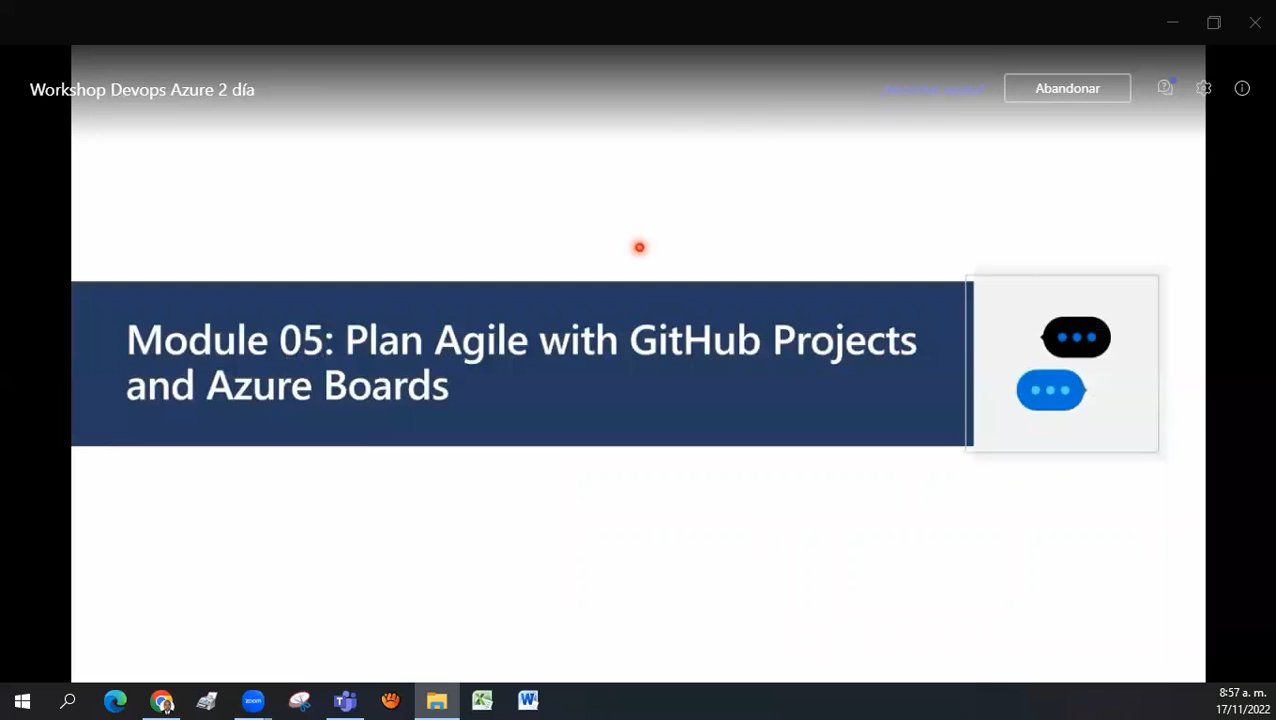 Workshop Devops Azure 2 día
Abandonar
Module 05: Plan Agile with GitHub Projects
and Azure Boards
zoom
8:57 a. m.
17/11/2022